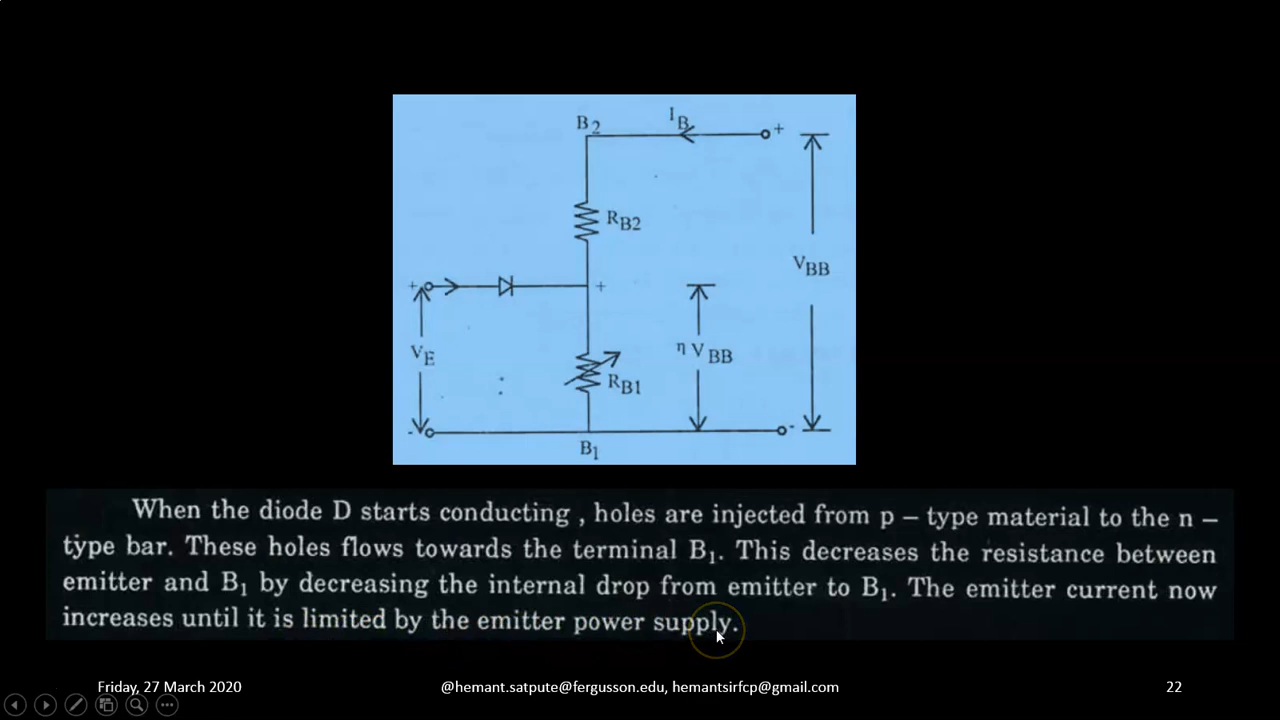 B2
IB
+
RB2
VBB
+
+
VE
η VBB
RB1
-
-
B1
When the diode D starts conducting , holes are injected from p – type material to the n –
type bar. These holes flows towards the terminal B1. This decreases the resistance between
emitter and B1 by decreasing the internal drop from emitter to B1. The emitter current now
increases until it is limited by the emitter power supply.
Friday, 27 March 2020
@hemant.satpute@fergusson.edu, hemantsirfcp@gmail.com
22